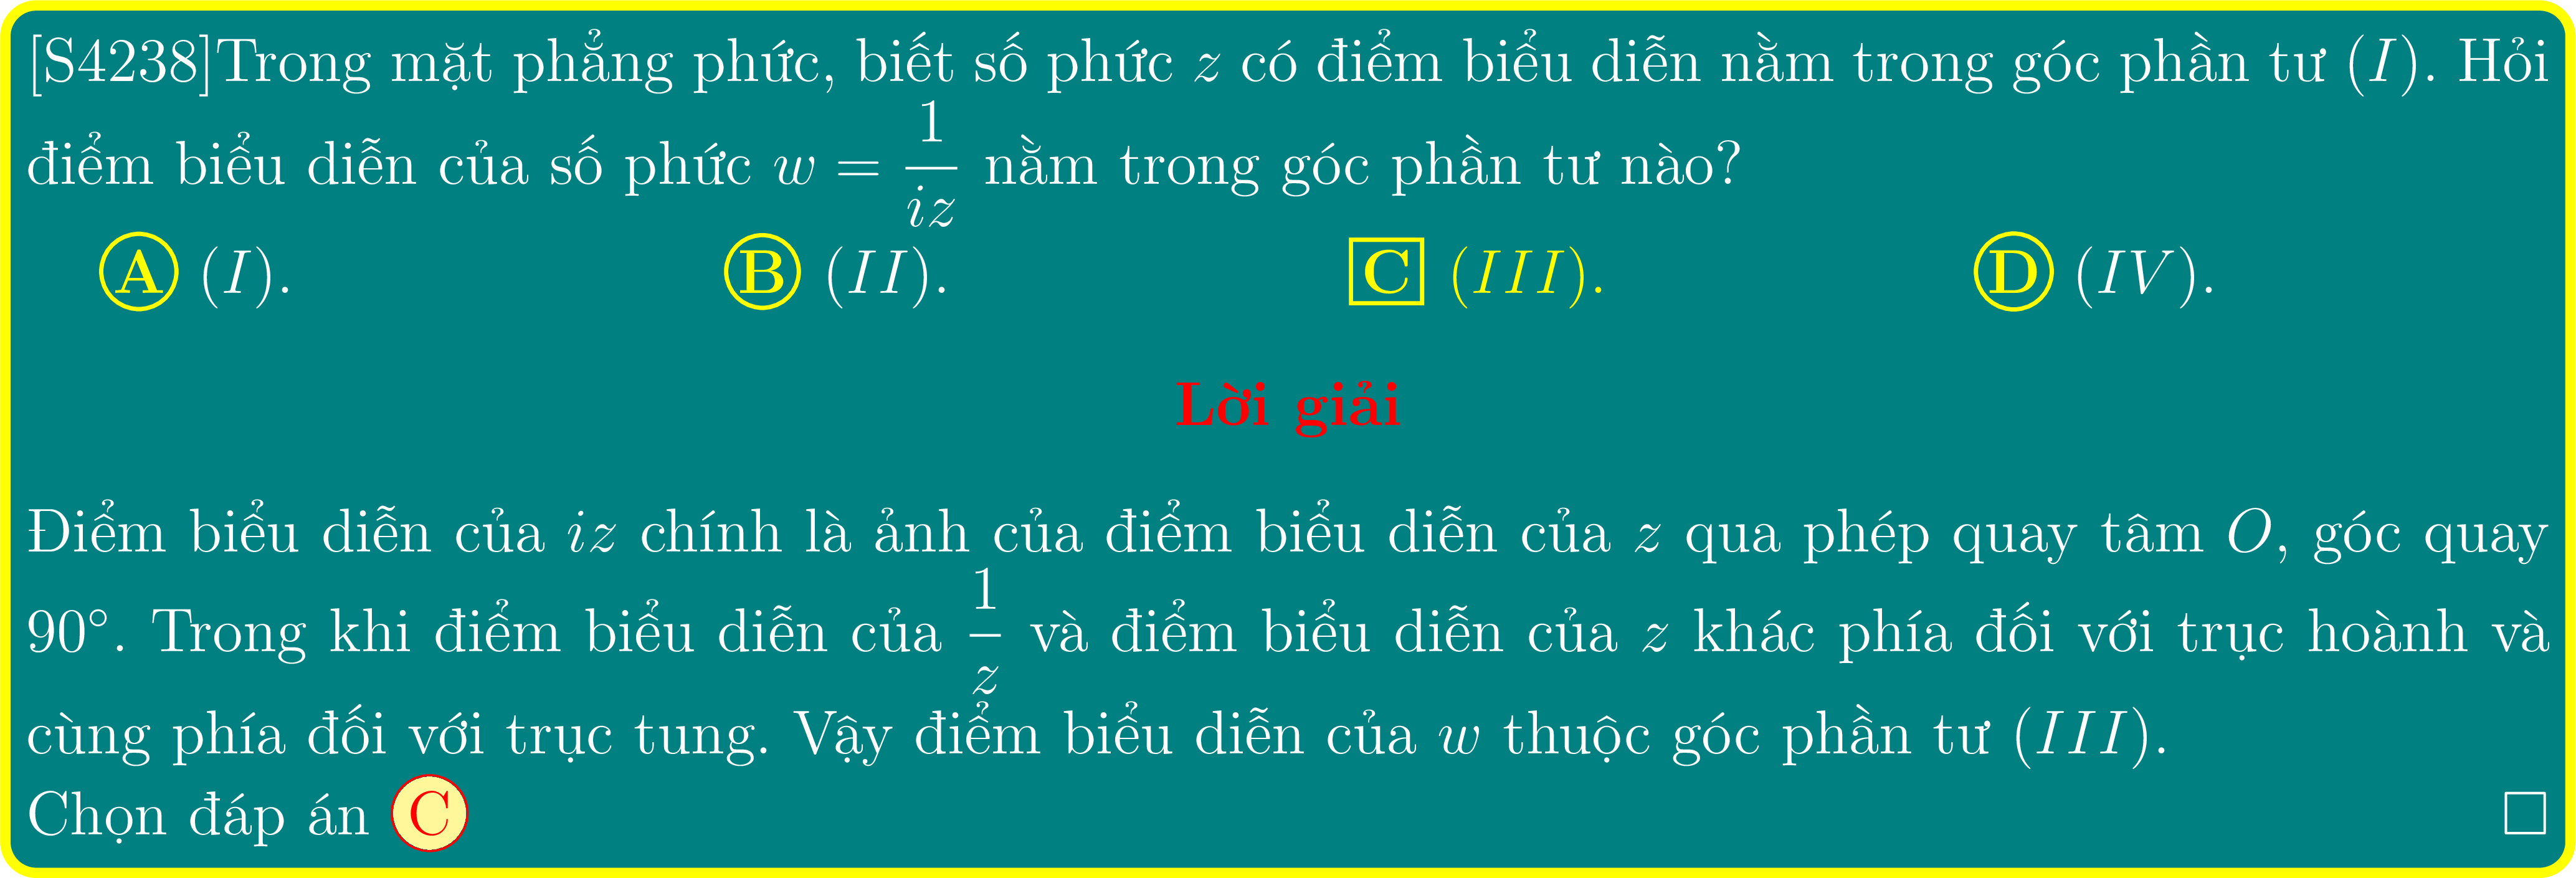 [S4238]Trong mặt phẳng phức, biết số phức z có điểm biểu diễn nằm trong góc phần tư (I). Hỏi
điểm biểu diễn của số phức w = \frac{1}{iz} nằm trong góc phần tư nào?
A (I). B (II). C (III). D (IV).
Lời giải
Điểm biểu diễn của iz chính là ảnh của điểm biểu diễn của z qua phép quay tâm O, góc quay
90°. Trong khi điểm biểu diễn của \frac{1}{z} và điểm biểu diễn của z khác phía đối với trục hoành và
cùng phía đối với trục tung. Vậy điểm biểu diễn của w thuộc góc phần tư (III).
Chọn đáp án C □